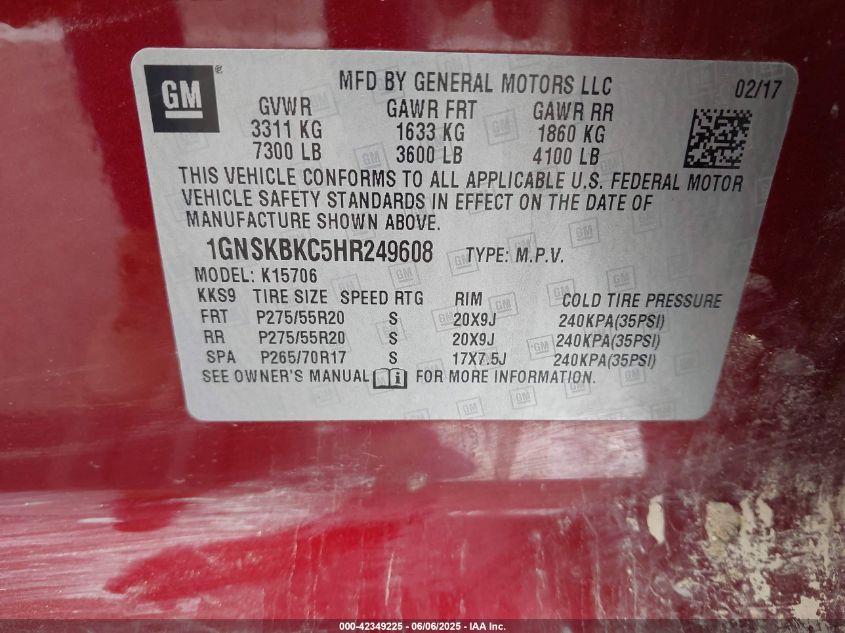 GM
MFD BY GENERAL MOTORS LLC 02/17
GVWR GAWR FRT GAWR RR
3311 KG 1633 KG 1860 KG
7300 LB 3600 LB 4100 LB
THIS VEHICLE CONFORMS TO ALL APPLICABLE U.S. FEDERAL MOTOR
VEHICLE SAFETY STANDARDS IN EFFECT ON THE DATE OF
MANUFACTURE SHOWN ABOVE.
1GNSKBKC5HR249608 TYPE: M.P.V.
MODEL: K15706
KKS9 TIRE SIZE SPEED RTG RIM COLD TIRE PRESSURE
FRT P275/55R20 S 20X9J 240KPA(35PSI)
RR P275/55R20 S 20X9J 240KPA(35PSI)
SPA P265/70R17 S 17X7.5J 240KPA(35PSI)
SEE OWNER'S MANUAL FOR MORE INFORMATION.
000-42349225 - 06/06/2025 - IAA Inc.